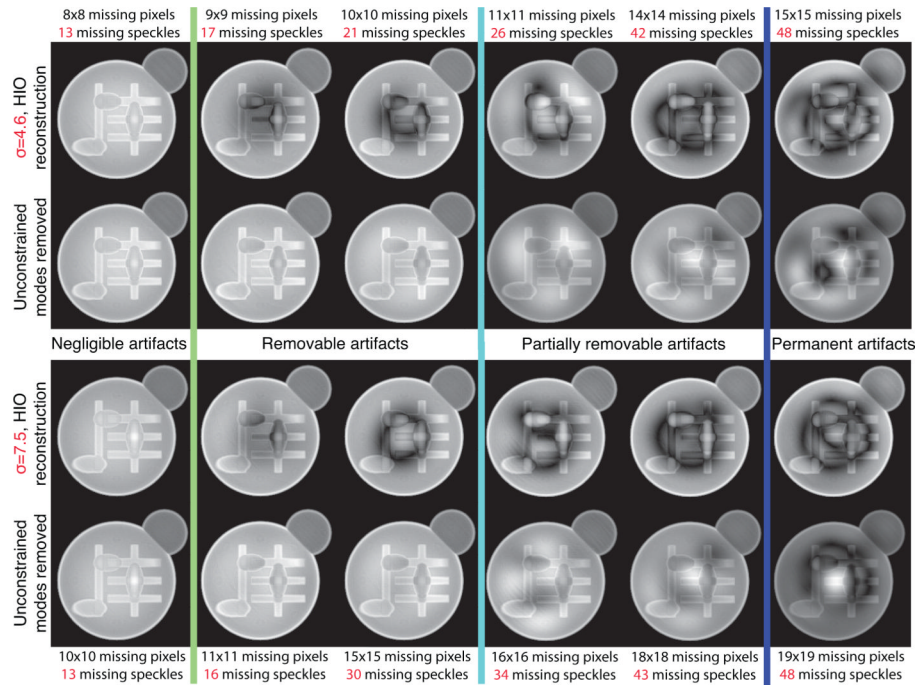 8x8 missing pixels
13 missing speckles
9x9 missing pixels
17 missing speckles
10x10 missing pixels
21 missing speckles
11x11 missing pixels
26 missing speckles
14x14 missing pixels
42 missing speckles
15x15 missing pixels
48 missing speckles
σ=4.6, HIO
reconstruction
Unconstrained
modes removed
Negligible artifacts
Removable artifacts
Partially removable artifacts
Permanent artifacts
σ=7.5, HIO
reconstruction
Unconstrained
modes removed
10x10 missing pixels
13 missing speckles
11x11 missing pixels
16 missing speckles
15x15 missing pixels
30 missing speckles
16x16 missing pixels
34 missing speckles
18x18 missing pixels
43 missing speckles
19x19 missing pixels
48 missing speckles